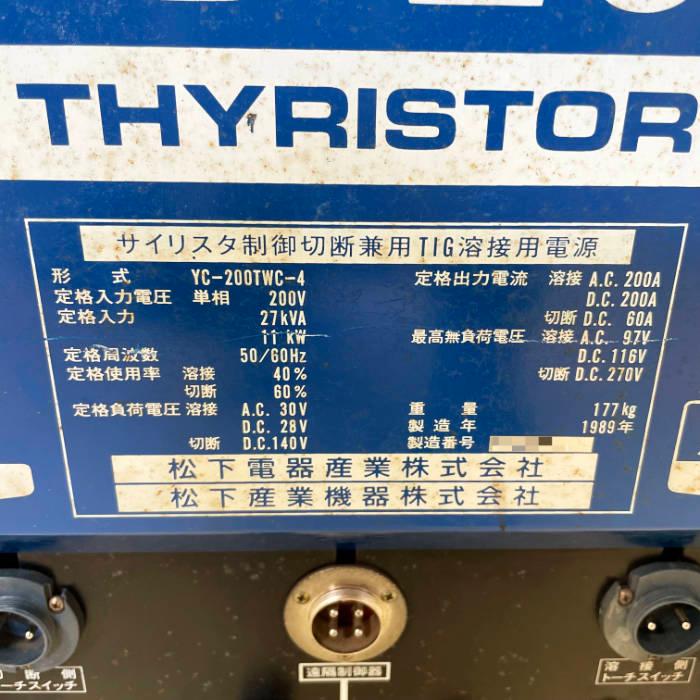 THYRISTOR
サイリスタ制御切断兼用TIG溶接用電源
形式 YC-200TWC-4
定格入力電圧 単相 200V
定格入力 27kVA
11kW
定格周波数 50/60Hz
定格使用率 溶接 40%
切断 60%
定格負荷電圧 溶接 A.C. 30V
D.C. 28V
切断 D.C.140V
定格出力電流 溶接 A.C. 200A
D.C. 200A
切断 D.C. 60A
最高無負荷電圧 溶接 A.C. 97V
D.C. 116V
切断 D.C. 270V
重量 177kg
製造年 1989年
製造番号
松下電器産業株式会社
松下産業機器株式会社
断側
トーチスイッチ
遠隔制御器
溶接側
トーチスイッチ